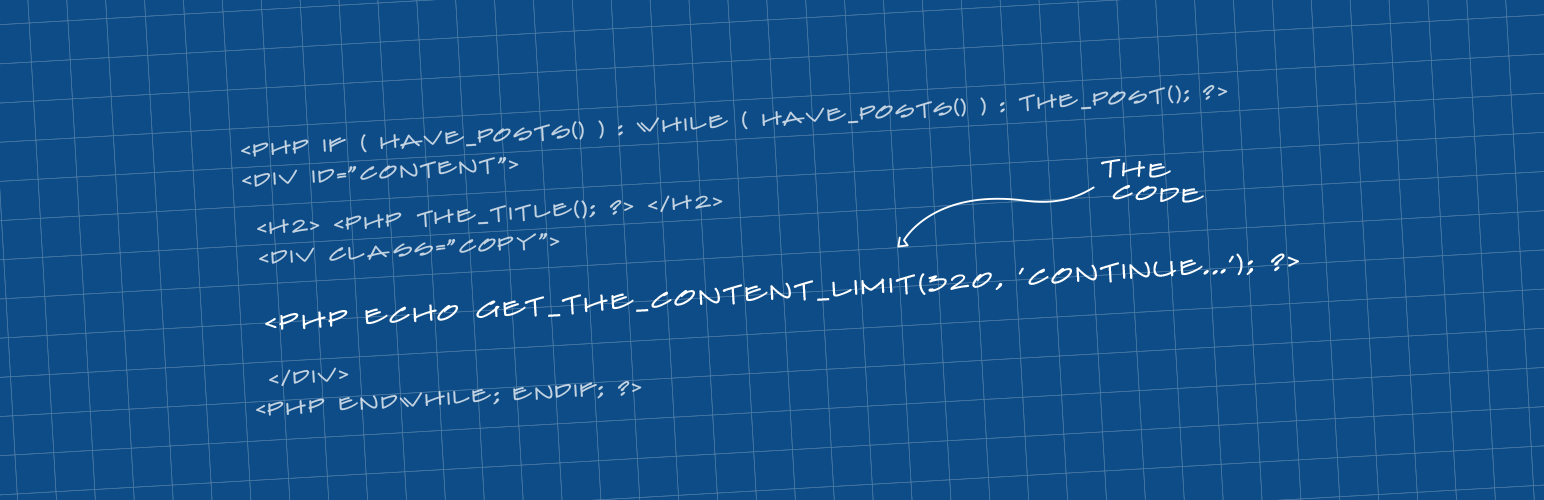 <PHP IF ( HAVE_POSTS() ) : WHILE ( HAVE_POSTS() ) : THE_POST(); ?>
<DIV ID="CONTENT">
<H2> <PHP THE_TITLE(); ?> </H2>
<DIV CLASS="COPY">
THE
CODE
<PHP ECHO GET_THE_CONTENT_LIMIT(320, 'CONTINUE...'); ?>
</DIV>
<PHP ENDWHILE; ENDIF; ?>